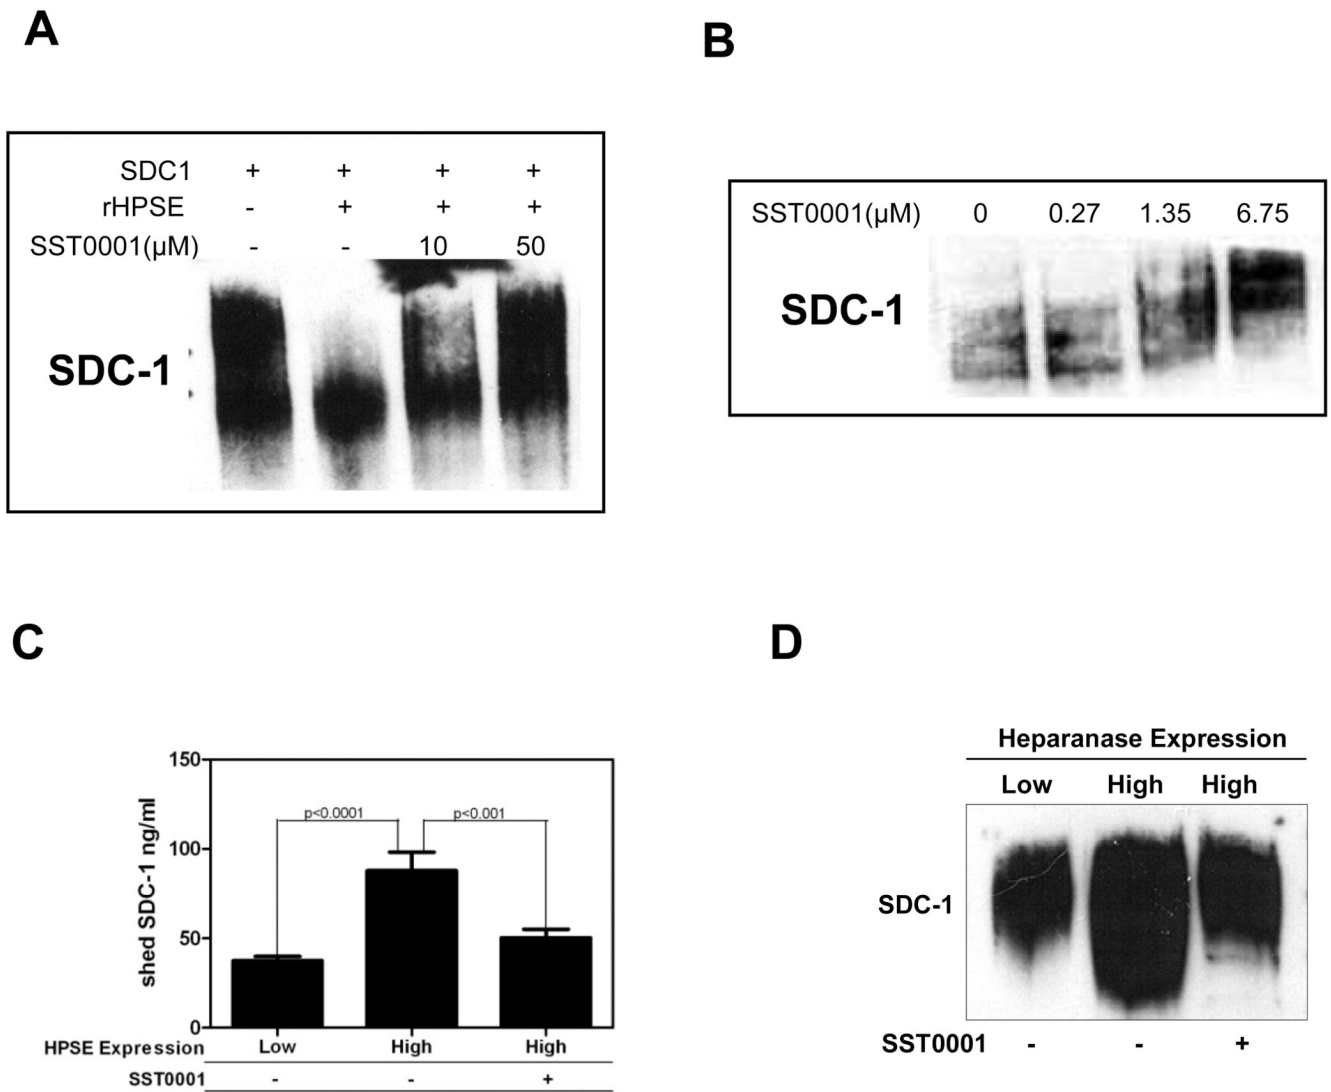 A
SDC1 + + + +
rHPSE - + + +
SST0001(µM) - - 10 50
SDC-1
B
SST0001(µM) 0 0.27 1.35 6.75
SDC-1
C
150
100
50
0
shed SDC-1 ng/ml
p<0.0001 p<0.001
HPSE Expression Low High High
SST0001 - - +
D
Heparanase Expression
Low High High
SDC-1
SST0001 - - +